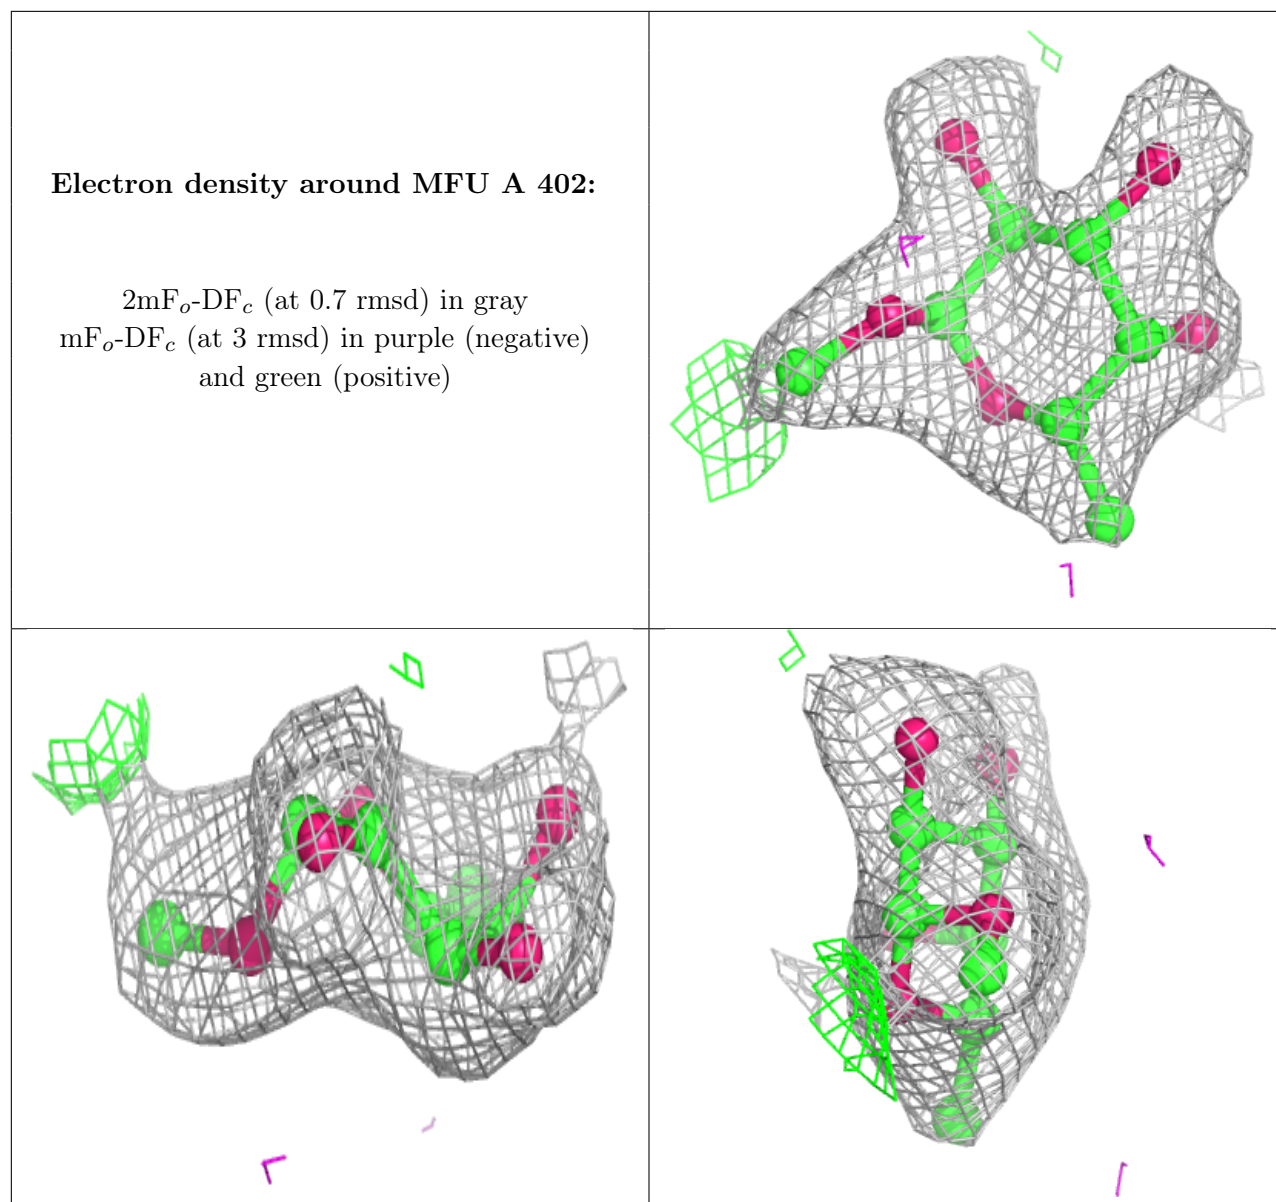 Electron density around MFU A 402:
2mFo-DFc (at 0.7 rmsd) in gray
mFo-DFc (at 3 rmsd) in purple (negative)
and green (positive)